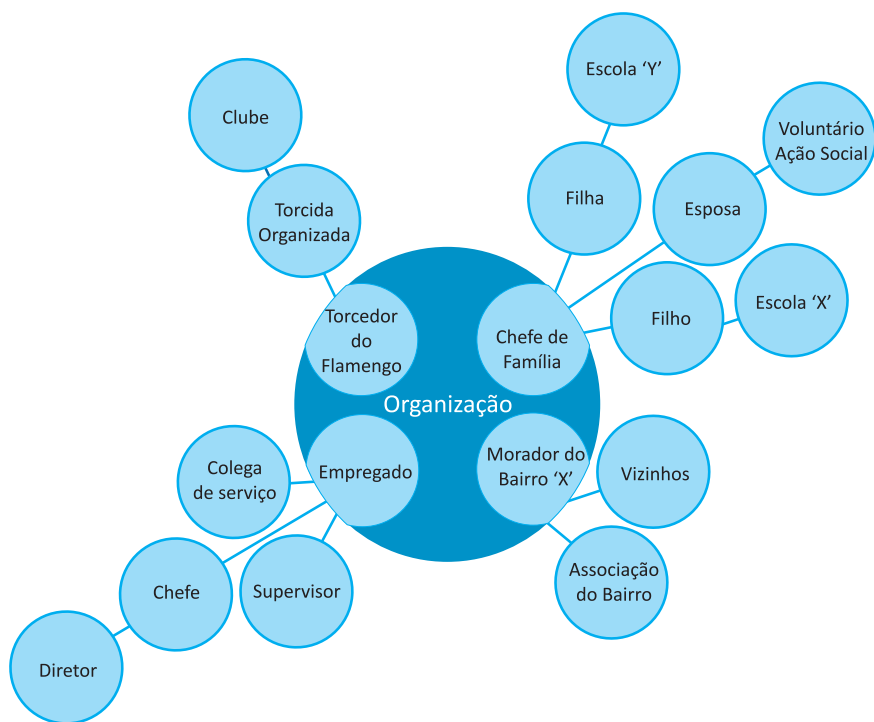 Escola ‘Y’
Clube
Voluntário
Ação Social
Filha
Esposa
Torcida
Organizada
Escola ‘X’
Filho
Torcedor
do
Flamengo
Chefe de
Família
Organização
Empregado
Morador do
Bairro ‘X’
Colega
de serviço
Vizinhos
Chefe
Supervisor
Associação
do Bairro
Diretor